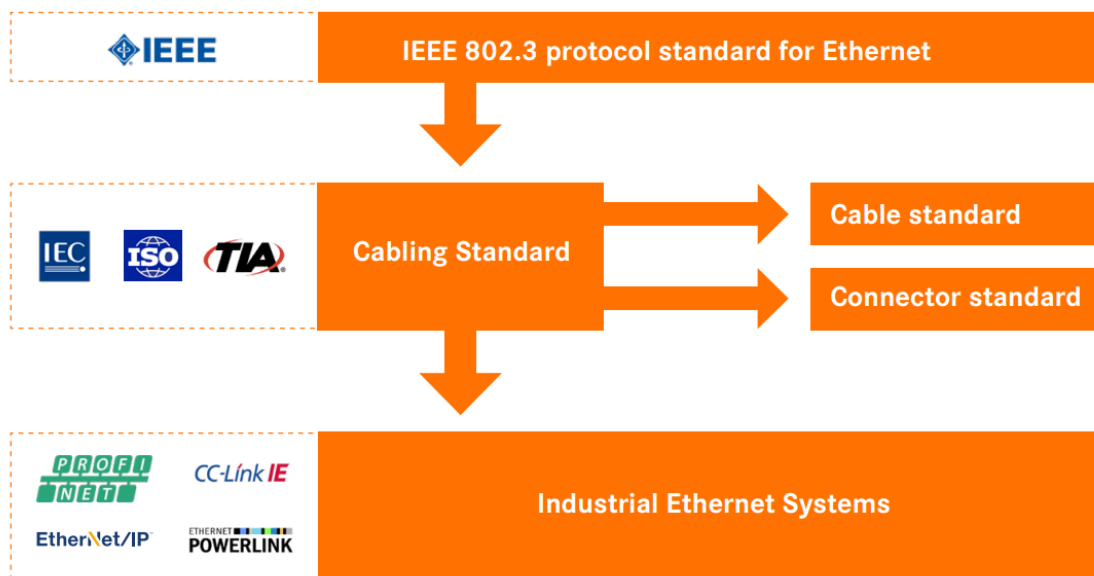 IEEE
IEEE 802.3 protocol standard for Ethernet
IEC
ISO
TIA
Cabling Standard
Cable standard
Connector standard
PROFI
NET
CC-Link IE
EtherNet/IP
ETHERNET
POWERLINK
Industrial Ethernet Systems